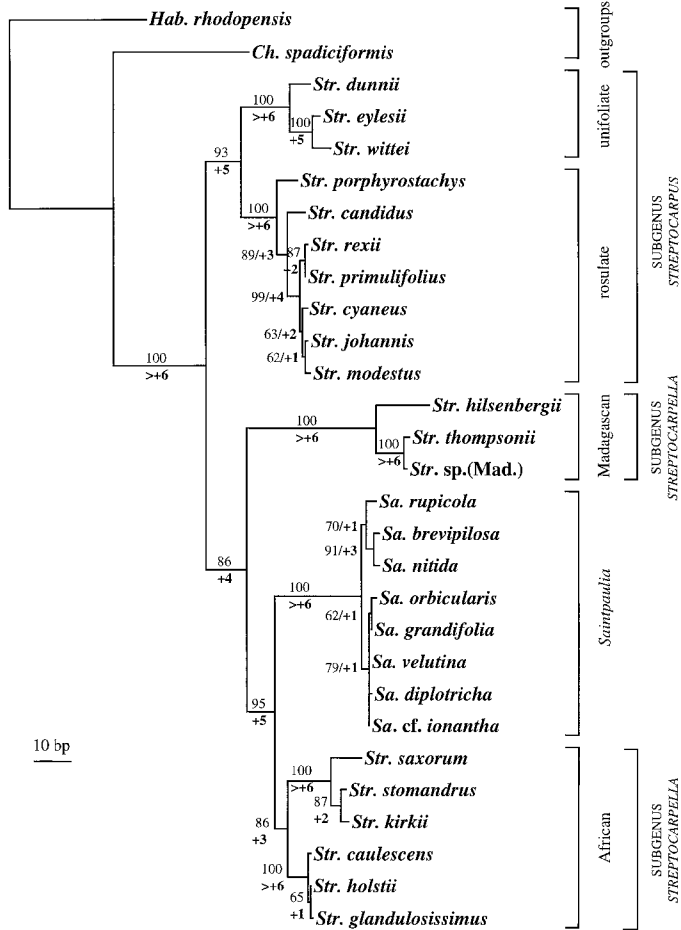 Hab. rhodopensis
Ch. spadiciformis
outgroups
Str. dunnii
100
>+6
Str. eylesii
100
+5
Str. wittei
unifoliate
93
+5
Str. porphyrostachys
100
>+6
Str. candidus
89/+3
Str. rexii
87
+2
Str. primulifolius
99/+4
Str. cyaneus
63/+2
Str. johannis
62/+1
Str. modestus
rosulate
SUBGENUS
STREPTOCARPUS
100
>+6
Str. hilsenbergii
100
>+6
Str. thompsonii
100
>+6
Str. sp.(Mad.)
Madagascan
SUBGENUS
STREPTOCARPELLA
86
+4
Sa. rupicola
70/+1
Sa. brevipilosa
91/+3
Sa. nitida
100
>+6
Sa. orbicularis
62/+1
Sa. grandifolia
Sa. velutina
79/+1
Sa. diplotricha
Sa. cf. ionantha
Saintpaulia
95
+5
10 bp
Str. saxorum
100
>+6
Str. stomandrus
87
+2
Str. kirkii
86
+3
Str. caulescens
100
>+6
Str. holstii
65
+1
Str. glandulosissimus
African
SUBGENUS
STREPTOCARPELLA